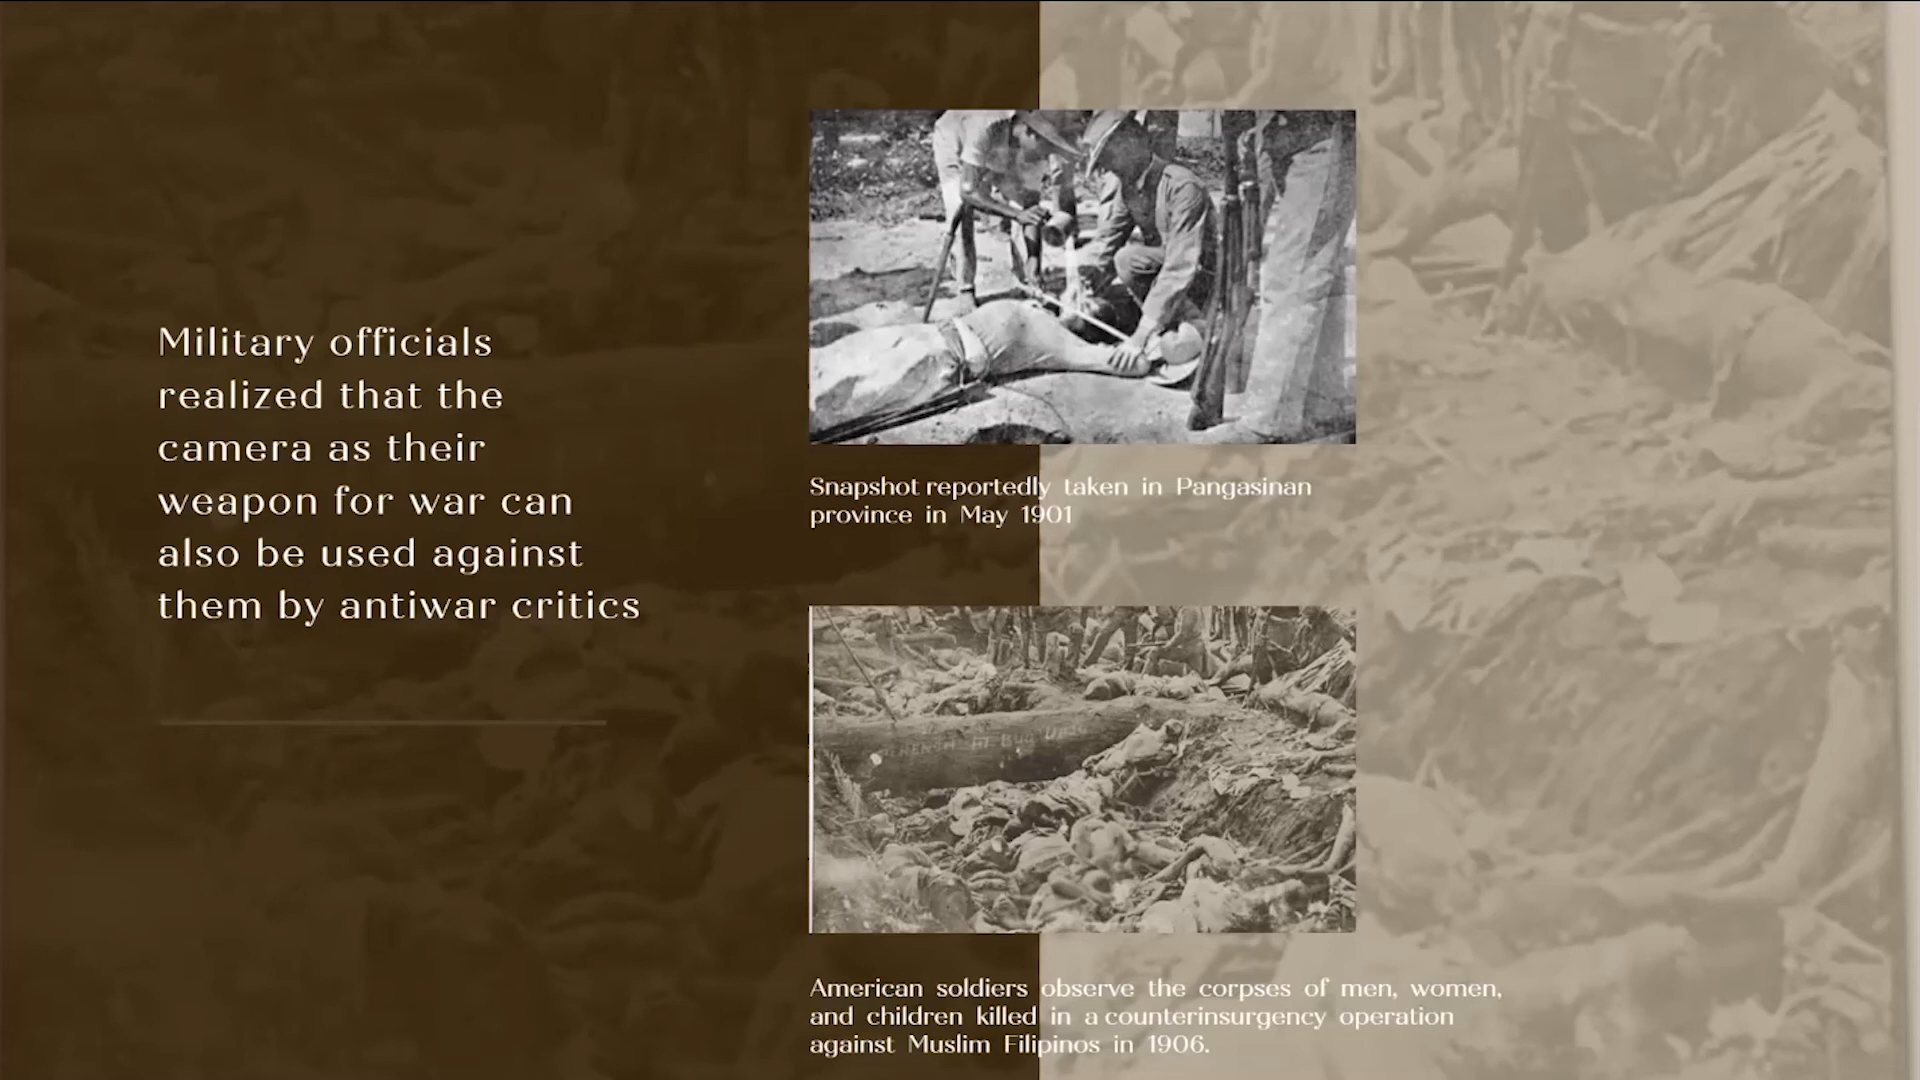 Military officials
realized that the
camera as their
weapon for war can
also be used against
them by antiwar critics
Snapshot reportedly taken in Pangasinan
province in May 1901
American soldiers observe the corpses of men, women,
and children killed in a counterinsurgency operation
against Muslim Filipinos in 1906.